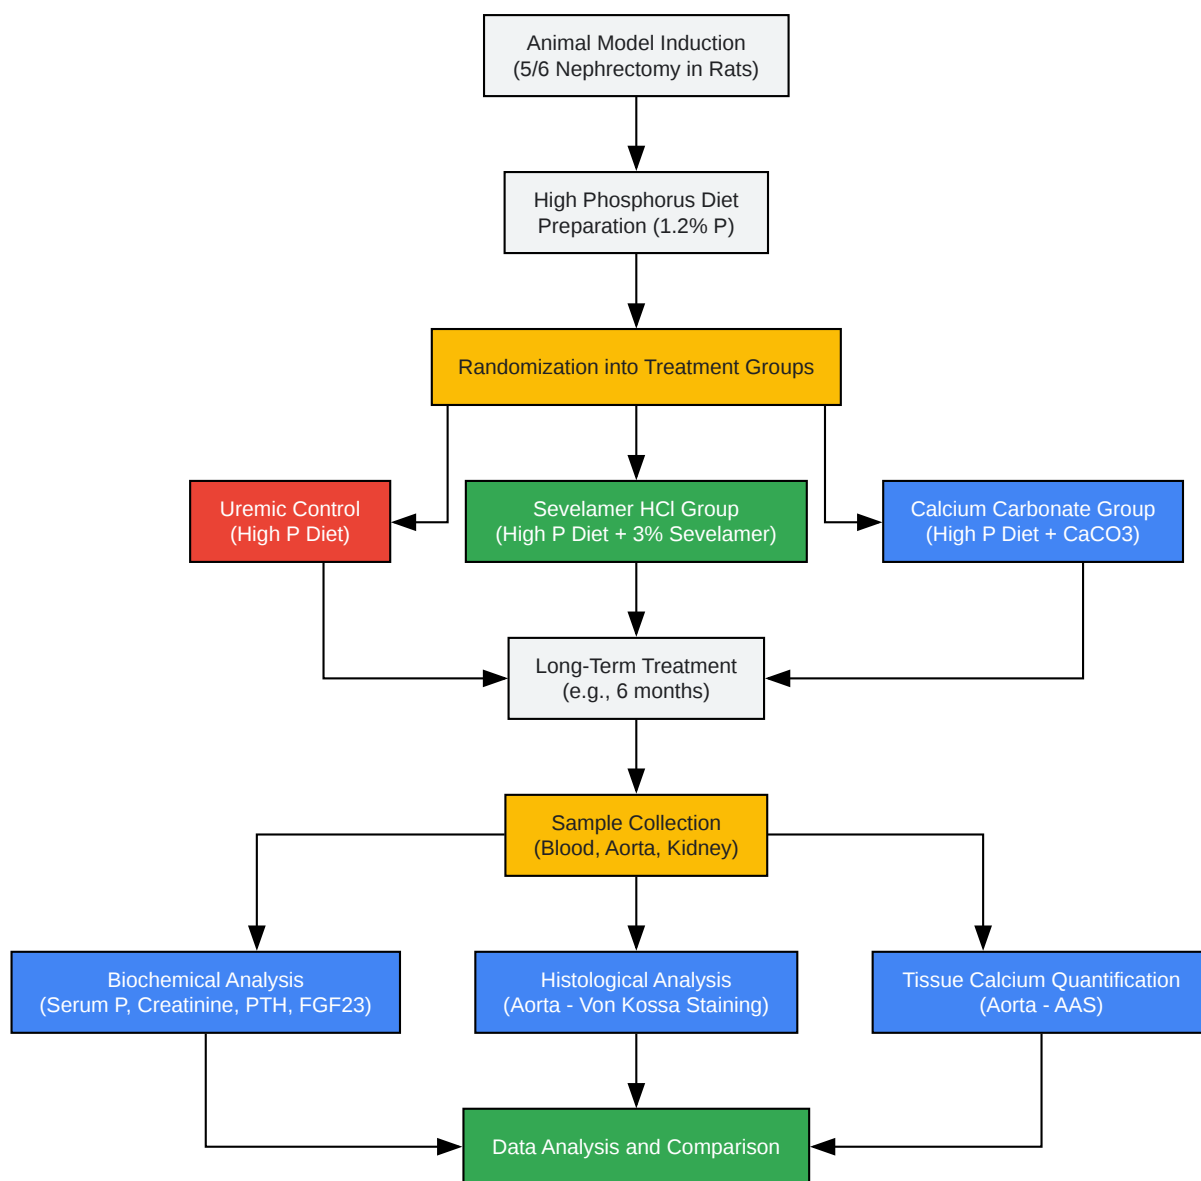 Animal Model Induction
(5/6 Nephrectomy in Rats)
High Phosphorus Diet
Preparation (1.2% P)
Randomization into Treatment Groups
Uremic Control
(High P Diet)
Sevelamer HCl Group
(High P Diet + 3% Sevelamer)
Calcium Carbonate Group
(High P Diet + CaCO3)
Long-Term Treatment
(e.g., 6 months)
Sample Collection
(Blood, Aorta, Kidney)
Biochemical Analysis
(Serum P, Creatinine, PTH, FGF23)
Histological Analysis
(Aorta - Von Kossa Staining)
Tissue Calcium Quantification
(Aorta - AAS)
Data Analysis and Comparison